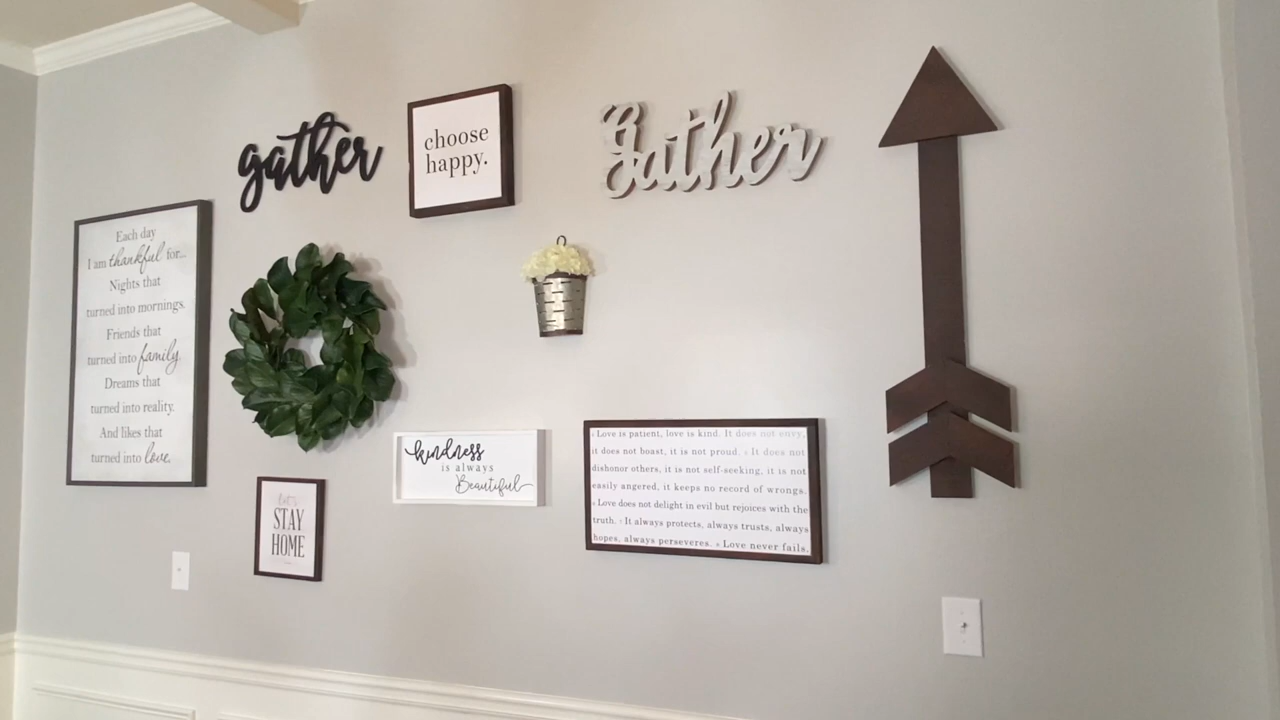 gather
choose
happy.
Gather
Each day
I am thankful for...
Nights that
turned into mornings.
Friends that
turned into family.
Dreams that
turned into reality.
And likes that
turned into love.
kindness
is always
Beautiful
Love is patient, love is kind. It does not envy,
it does not boast, it is not proud. It does not
dishonor others, it is not self-seeking, it is not
easily angered, it keeps no record of wrongs.
Love does not delight in evil but rejoices with the
truth. It always protects, always trusts, always
hopes, always perseveres. Love never fails.
let's
STAY
HOME